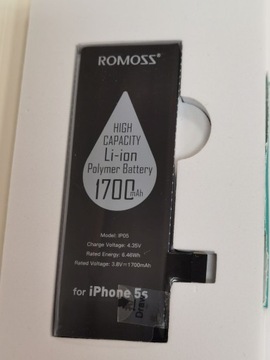 ROMOSS®
HIGH
CAPACITY
Li-ion
Polymer Battery
1700mAh
Model: IP05
Charge Voltage: 4.35V
Rated Energy: 6.46Wh
Rated Voltage: 3.8V⎓1700mAh
for iPhone 5s